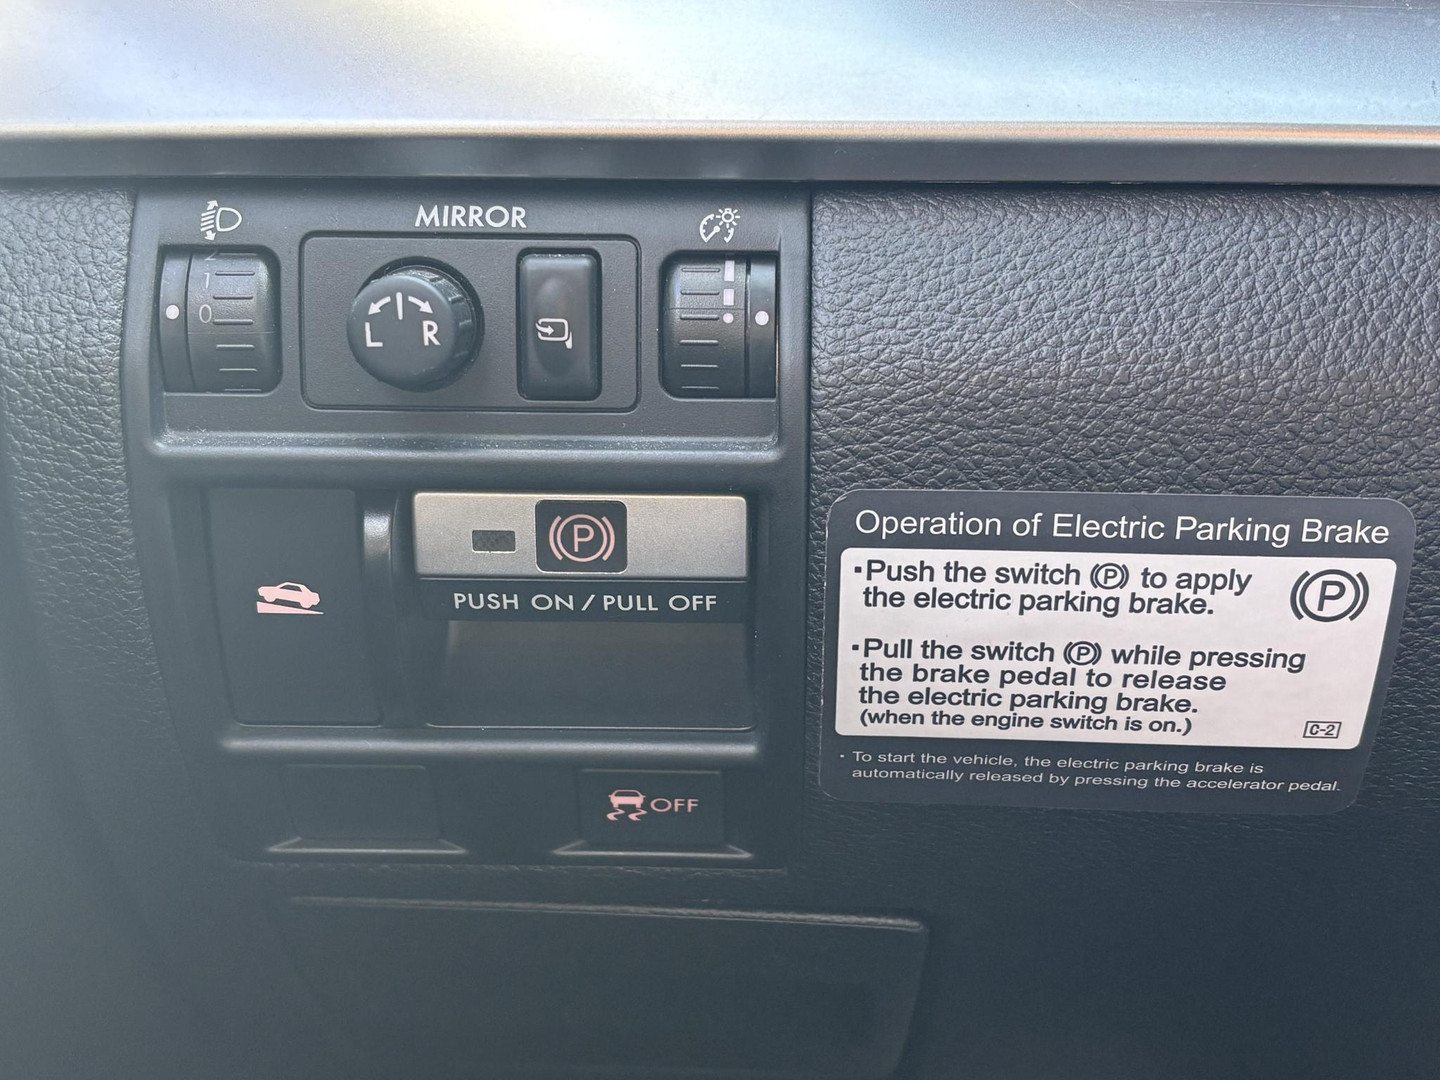 MIRROR
2
1
0
L R
P
PUSH ON / PULL OFF
OFF
Operation of Electric Parking Brake
·Push the switch (P) to apply
the electric parking brake.
P
·Pull the switch (P) while pressing
the brake pedal to release
the electric parking brake.
(when the engine switch is on.)
C-2
· To start the vehicle, the electric parking brake is
automatically released by pressing the accelerator pedal.